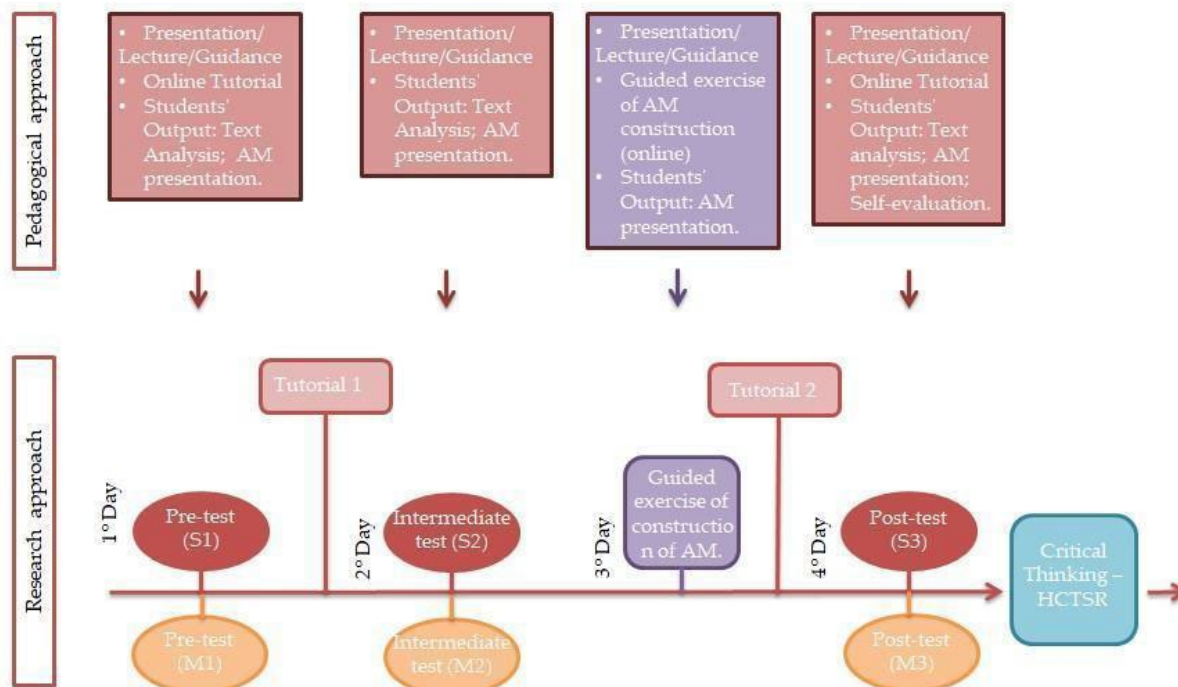 Pedagogical approach
• Presentation/
Lecture/Guidance
• Online Tutorial
• Students'
Output: Text
Analysis; AM
presentation.
• Presentation/
Lecture/Guidance
• Students'
Output: Text
Analysis; AM
presentation.
• Presentation/
Lecture/Guidance
• Guided exercise
of AM
construction
(online)
• Students'
Output: AM
presentation.
• Presentation/
Lecture/Guidance
• Online Tutorial
• Students'
Output: Text
analysis; AM
presentation;
Self-evaluation.
Research approach
Tutorial 1
Tutorial 2
1º Day
Pre-test
(S1)
2º Day
Intermediate
test (S2)
3º Day
Guided
exercise of
constructio
n of AM.
4º Day
Post-test
(S3)
Critical
Thinking –
HCTSR
Pre-test
(M1)
Intermediate
test (M2)
Post-test
(M3)